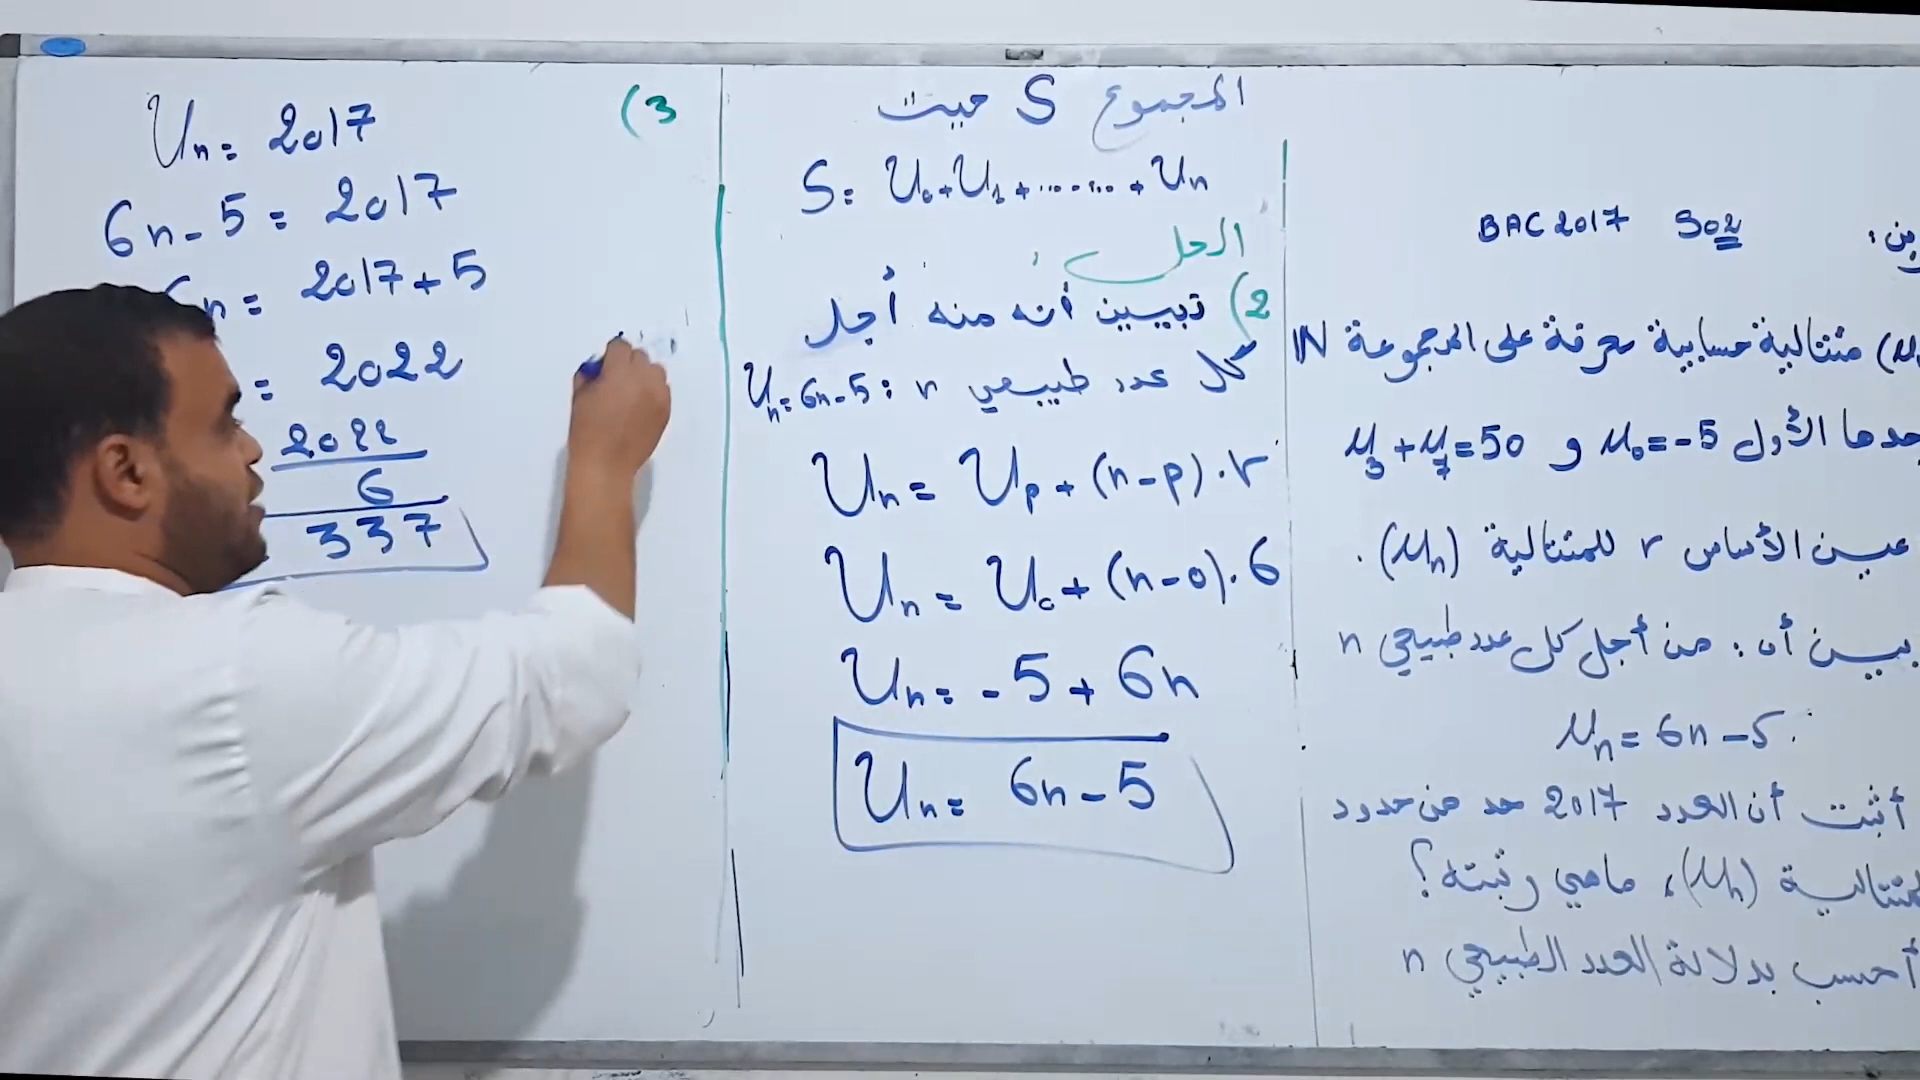 BAC 2017 S02
متتالية حسابية معرفة على المجموعة IN
الأول u₀ = -5 و u₃ + u₇ = 50
عين الأساس r للمتتالية (uₙ).
بين أن: من أجل كل عدد طبيعي n
uₙ = 6n - 5.
أثبت أن العدد 2017 حد من حدود
(uₙ)، ماهي رتبته؟
أحسب بدلالة العدد الطبيعي n
المجموع S حيث
S = U₀ + U₁ + ........ + Uₙ
الحل:
2) تبيين أنه من أجل
كل عدد طبيعي n: Uₙ = 6n - 5
Uₙ = Uₚ + (n - p).r
Uₙ = U₀ + (n - 0).6
Uₙ = -5 + 6n
Uₙ = 6n - 5
3)
Uₙ = 2017
6n - 5 = 2017
6n = 2017 + 5
= 2022
2022
6
337